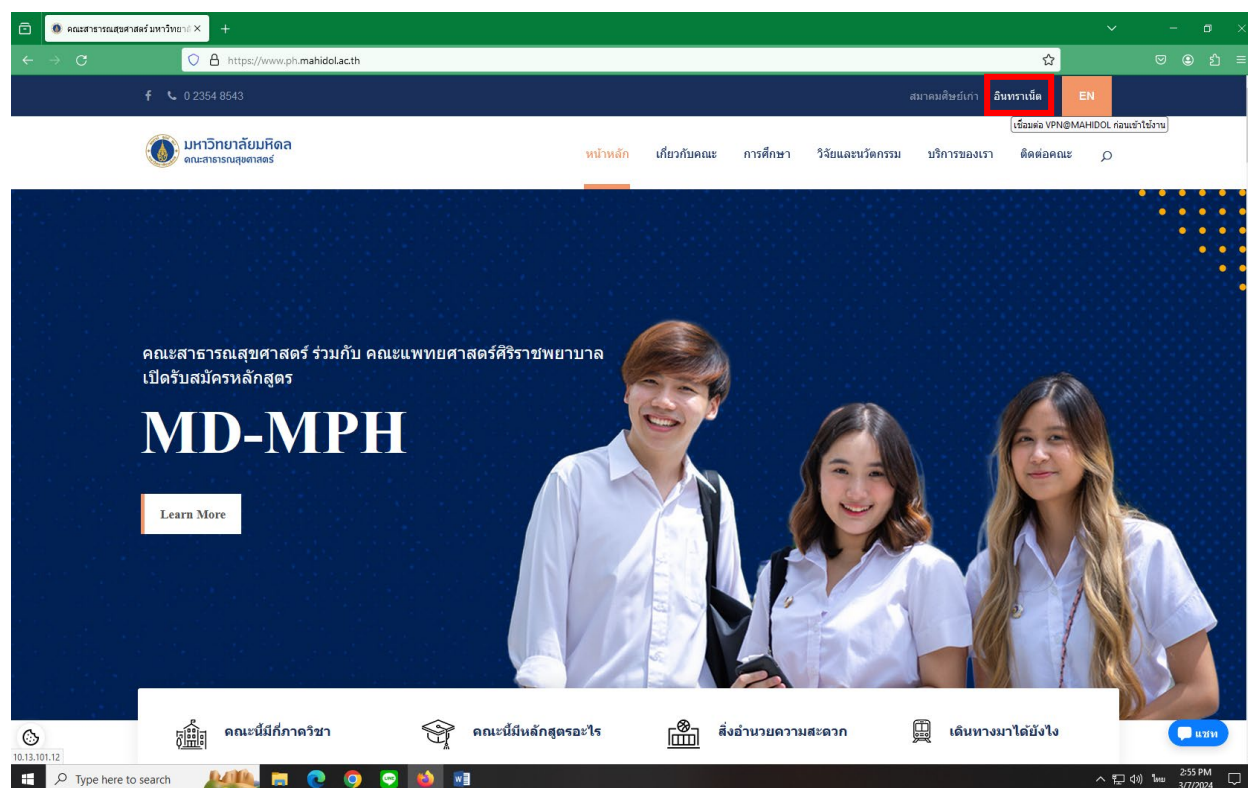 คณะสาธารณสุขศาสตร์ มหาวิทยาลั
https://www.ph.mahidol.ac.th
0 2354 8543
สมาคมศิษย์เก่า อินทราเน็ต EN
เชื่อมต่อ VPN@MAHIDOL ก่อนเข้าใช้งาน
มหาวิทยาลัยมหิดล
คณะสาธารณสุขศาสตร์
หน้าหลัก เกี่ยวกับคณะ การศึกษา วิจัยและนวัตกรรม บริการของเรา ติดต่อคณะ
คณะสาธารณสุขศาสตร์ ร่วมกับ คณะแพทยศาสตร์ศิริราชพยาบาล
เปิดรับสมัครหลักสูตร
MD-MPH
Learn More
คณะนี้มีกี่ภาควิชา คณะนี้มีหลักสูตรอะไร สิ่งอำนวยความสะดวก เดินทางมาได้ยังไง
แชท
10.13.101.12
Type here to search
ไทย 2:55 PM
3/7/2024